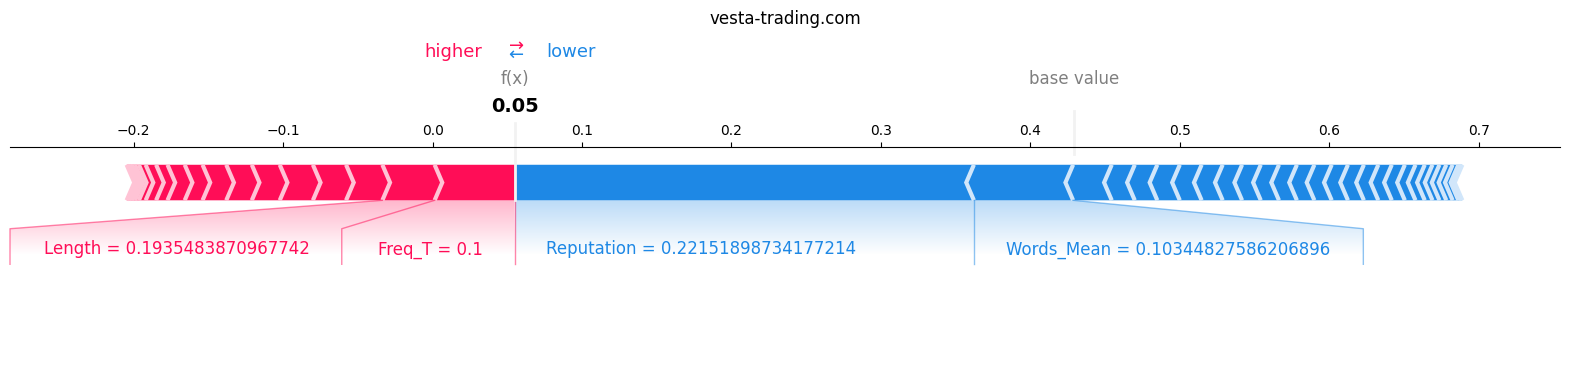 vesta-trading.com
higher ⇄ lower
f(x) base value
0.05
−0.2 −0.1 0.0 0.1 0.2 0.3 0.4 0.5 0.6 0.7
Length = 0.1935483870967742 Freq_T = 0.1 Reputation = 0.22151898734177214 Words_Mean = 0.10344827586206896